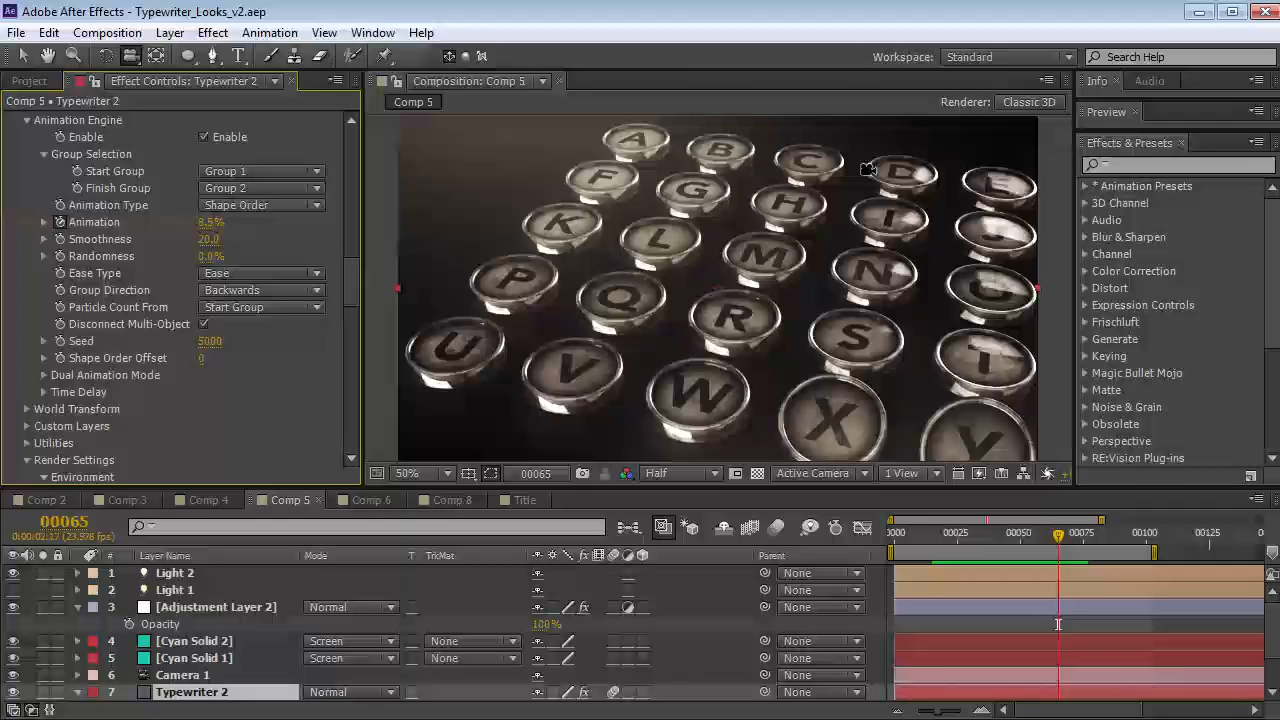 Adobe After Effects - Typewriter_Looks_v2.aep
File Edit Composition Layer Effect Animation View Window Help
Workspace: Standard Search Help
Project Effect Controls: Typewriter 2 Composition: Comp 5 Info Audio
Comp 5 • Typewriter 2 Comp 5 Renderer: Classic 3D
Preview
Effects & Presets
Animation Engine
Enable Enable
Group Selection
Start Group Group 1
Finish Group Group 2
Animation Type Shape Order
Animation 8.5%
Smoothness 20.0
Randomness 0.0%
Ease Type Ease
Group Direction Backwards
Particle Count From Start Group
Disconnect Multi-Object
Seed 5000
Shape Order Offset 0
Dual Animation Mode
Time Delay
World Transform
Custom Layers
Utilities
Render Settings
Environment
A B C D E
F G H I J
K L M N O
P Q R S T
U V W X Y
* Animation Presets
3D Channel
Audio
Blur & Sharpen
Channel
Color Correction
Distort
Expression Controls
Frischluft
Generate
Keying
Magic Bullet Mojo
Matte
Noise & Grain
Obsolete
Perspective
RE:Vision Plug-ins
50% 00065 Half Active Camera 1 View
Comp 2 Comp 3 Comp 4 Comp 5 Comp 6 Comp 8 Title
00065
0:00:02:17 (23.976 fps)
0000 00025 00050 00075 00100 00125
# Layer Name Mode T TrkMat Parent
1 Light 2 None
2 Light 1 None
3 [Adjustment Layer 2] Normal None
Opacity 100%
4 [Cyan Solid 2] Screen None None
5 [Cyan Solid 1] Screen None None
6 Camera 1 None
7 Typewriter 2 Normal None